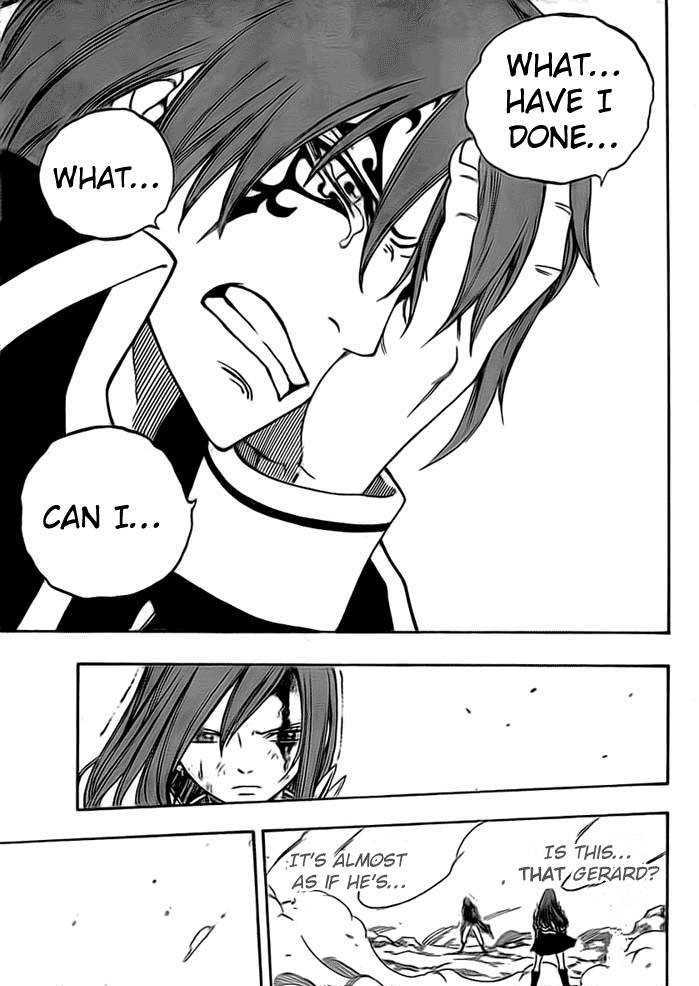 WHAT...
HAVE I
DONE...
WHAT...
CAN I...
IS THIS...
THAT GERARD?
IT'S ALMOST
AS IF HE'S...